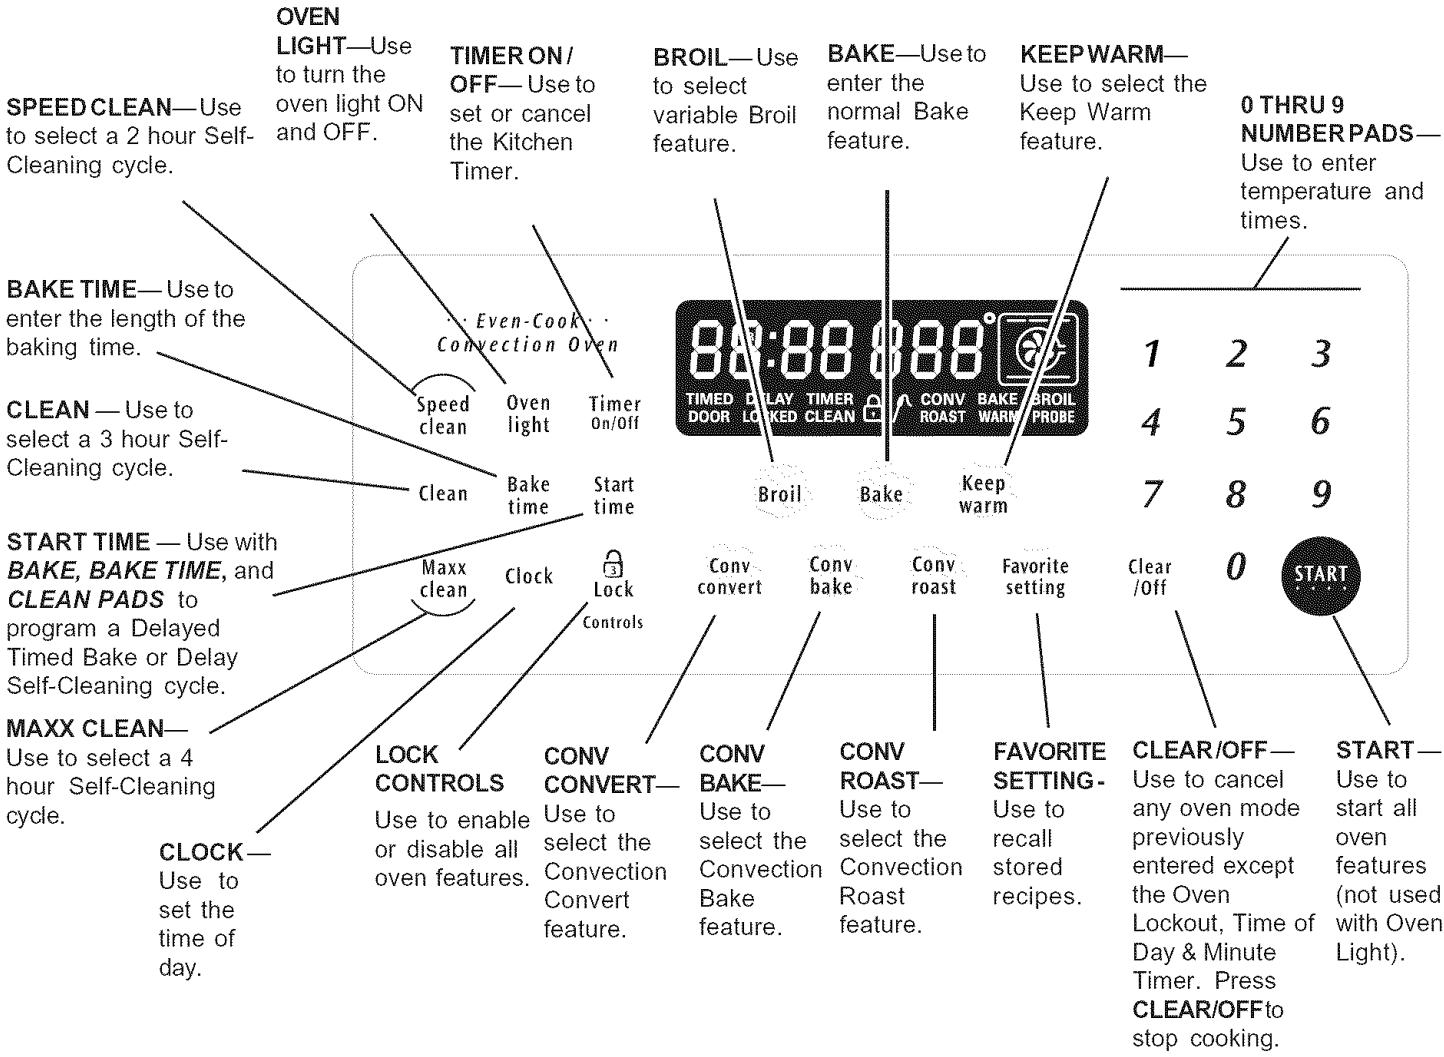 OVEN
LIGHT—Use
to turn the
oven light ON
and OFF.
TIMER ON /
OFF— Use to
set or cancel
the Kitchen
Timer.
BROIL— Use
to select
variable Broil
feature.
BAKE—Use to
enter the
normal Bake
feature.
KEEP WARM—
Use to select the
Keep Warm
feature.
0 THRU 9
NUMBER PADS—
Use to enter
temperature and
times.
SPEED CLEAN— Use
to select a 2 hour Self-
Cleaning cycle.
BAKE TIME— Use to
enter the length of the
baking time.
CLEAN — Use to
select a 3 hour Self-
Cleaning cycle.
START TIME — Use with
BAKE, BAKE TIME, and
CLEAN PADS to
program a Delayed
Timed Bake or Delay
Self-Cleaning cycle.
MAXX CLEAN—
Use to select a 4
hour Self-Cleaning
cycle.
CLOCK—
Use to
set the
time of
day.
·· Even-Cook ··
Convection Oven
Speed
clean
Oven
light
Timer
On/Off
Clean
Bake
time
Start
time
Maxx
clean
Clock
3
Lock
Controls
88:88 888°
TIMED DELAY TIMER CONV BAKE BROIL
DOOR LOCKED CLEAN ROAST WARM PROBE
Broil
Bake
Keep
warm
Conv
convert
Conv
bake
Conv
roast
Favorite
setting
Clear
/Off
1 2 3
4 5 6
7 8 9
0
START
LOCK
CONTROLS
Use to enable
or disable all
oven features.
CONV
CONVERT—
Use to
select the
Convection
Convert
feature.
CONV
BAKE—
Use to
select the
Convection
Bake
feature.
CONV
ROAST—
Use to
select the
Convection
Roast
feature.
FAVORITE
SETTING-
Use to
recall
stored
recipes.
CLEAR/OFF—
Use to cancel
any oven mode
previously
entered except
the Oven
Lockout, Time of
Day & Minute
Timer. Press
CLEAR/OFF to
stop cooking.
START—
Use to
start all
oven
features
(not used
with Oven
Light).